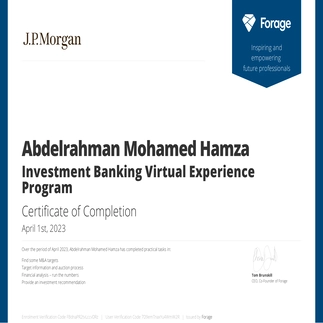 J.P.Morgan
Forage
Inspiring and
empowering
future professionals
Abdelrahman Mohamed Hamza
Investment Banking Virtual Experience
Program
Certificate of Completion
April 1st, 2023
Over the period of April 2023, Abdelrahman Mohamed Hamza has completed practical tasks in:
Find some M&A targets
Target information and auction process
Financial analysis - run the numbers
Provide an investment recommendation
Tom Brunskill
CEO, Co-Founder of Forage
Issued by Forage